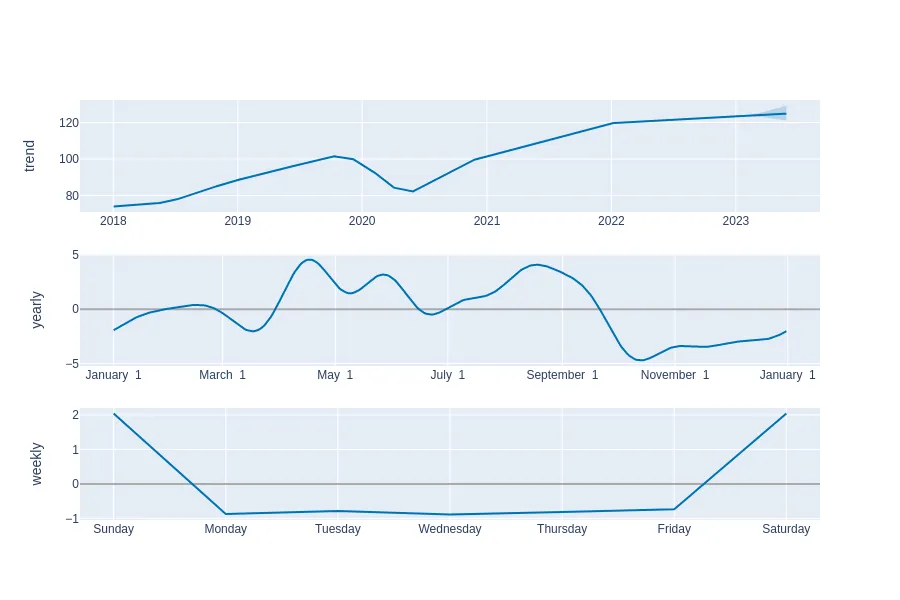 trend
120
100
80
2018 2019 2020 2021 2022 2023
yearly
5
0
−5
January 1 March 1 May 1 July 1 September 1 November 1 January 1
weekly
2
1
0
−1
Sunday Monday Tuesday Wednesday Thursday Friday Saturday